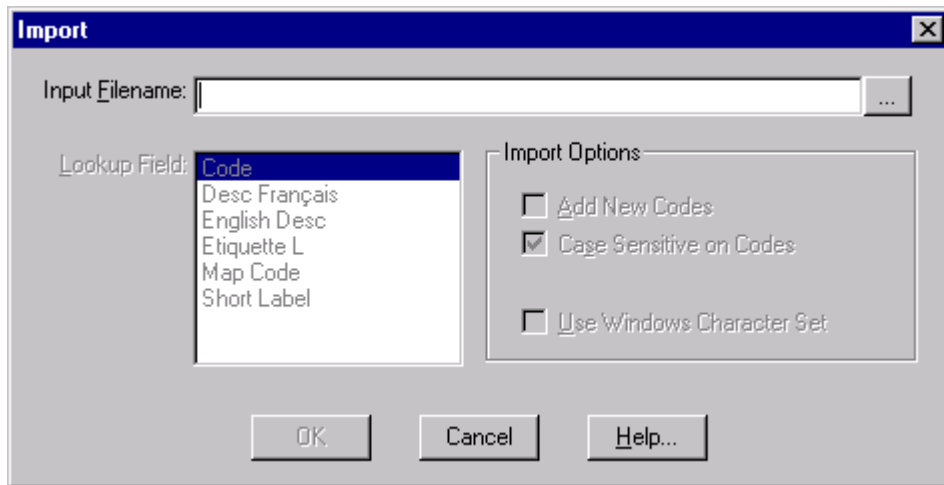 Import
Input Filename:
...
Lookup Field:
Code
Desc Français
English Desc
Etiquette L
Map Code
Short Label
Import Options
Add New Codes
Case Sensitive on Codes
Use Windows Character Set
OK
Cancel
Help...